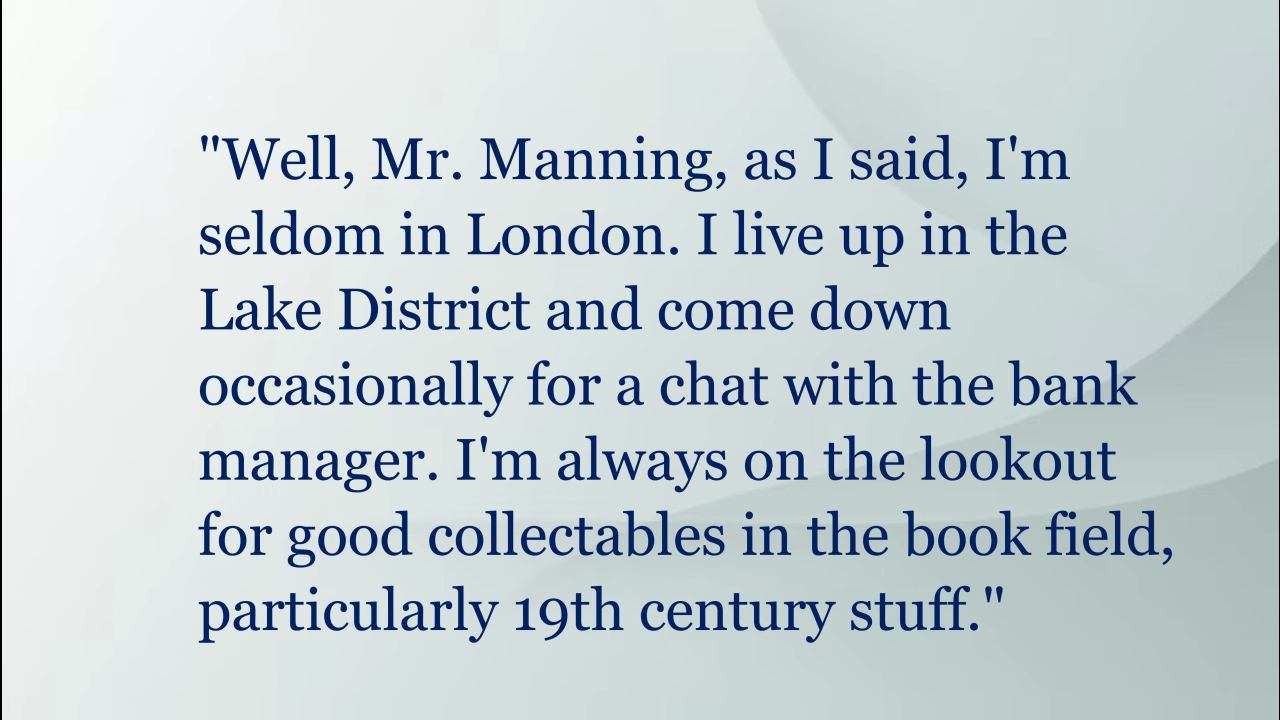 "Well, Mr. Manning, as I said, I'm
seldom in London. I live up in the
Lake District and come down
occasionally for a chat with the bank
manager. I'm always on the lookout
for good collectables in the book field,
particularly 19th century stuff."